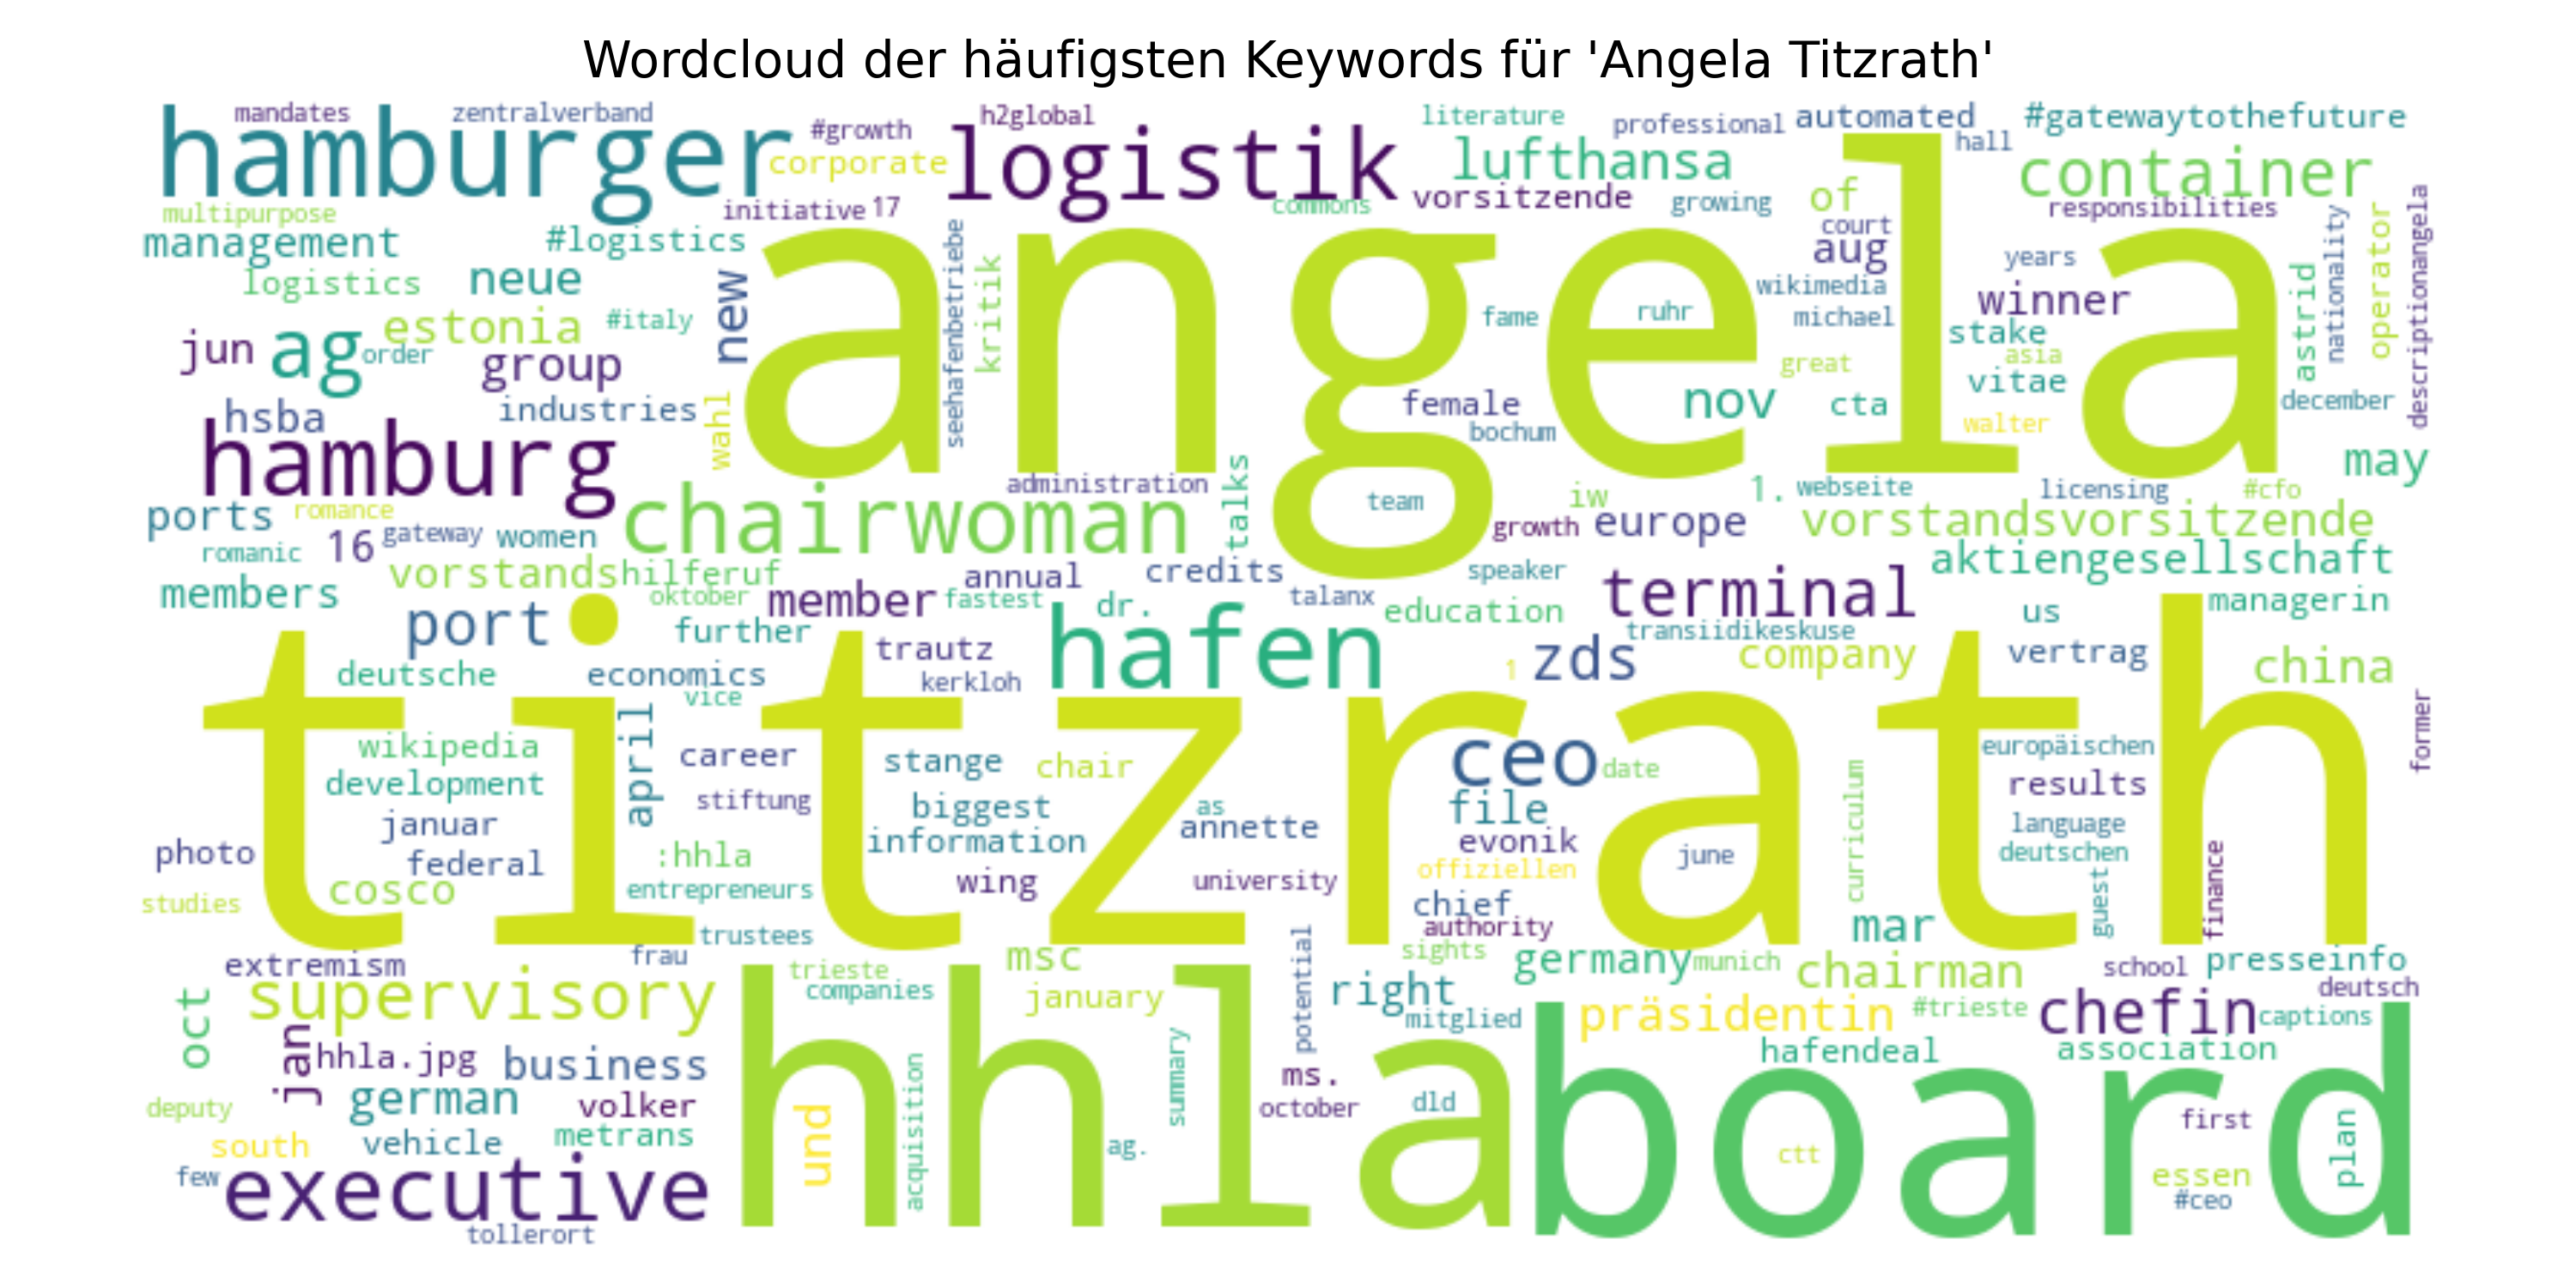 Wordcloud der häufigsten Keywords für 'Angela Titzrath'
mandates
zentralverband
hamburger
#growth
h2global
corporate
logistik
literature
lufthansa
professional
automated
hall
#gatewaytothefuture
container
multipurpose
initiative
17
commons
vorsitzende
growing
of
court
responsibilities
management
#logistics
aug
logistics
neue
new
seehafenbetriebe
kritik
angela
wikimedia
years
winner
astrid
nationality
operator
descriptionangela
jun
ag
order
estonia
#italy
group
fame
ruhr
michael
stake
great
asia
vitae
hsba
industries
wahl
female
bochum
nov
cta
walter
december
hamburg
chairwoman
administration
talks
team
iw
1.
webseite
licensing
#cfo
may
ports
romance
romanic
16
gateway
women
growth
europe
vorstandsvorsitzende
members
vorstands
hilferuf
oktober
member
annual
fastest
credits
dr.
speaker
talanx
education
terminal
aktiengesellschaft
us
managerin
port
further
trautz
hafen
transiidikeskuse
zds
1
company
vertrag
china
deutsche
economics
vice
kerkloh
titzrath
former
wikipedia
development
april
career
stange
chair
ceo
date
europäischen
januar
stiftung
biggest
as
annette
file
curriculum
results
photo
federal
:hhla
information
evonik
june
language
deutschen
studies
cosco
entrepreneurs
wing
university
offiziellen
chief
authority
guest
finance
trustees
frau
extremism
msc
sights
mar
supervisory
trieste
companies
january
potential
right
germany
munich
chairman
school
presseinfo
deutsch
oct
jan
hhla.jpg
business
mitglied
präsidentin
#trieste
chefin
captions
hhla
summary
ms.
hafendeal
association
board
deputy
german
volker
und
acquisition
october
dld
first
plan
south
vehicle
metrans
ag.
ctt
few
executive
essen
#ceo
tollerort